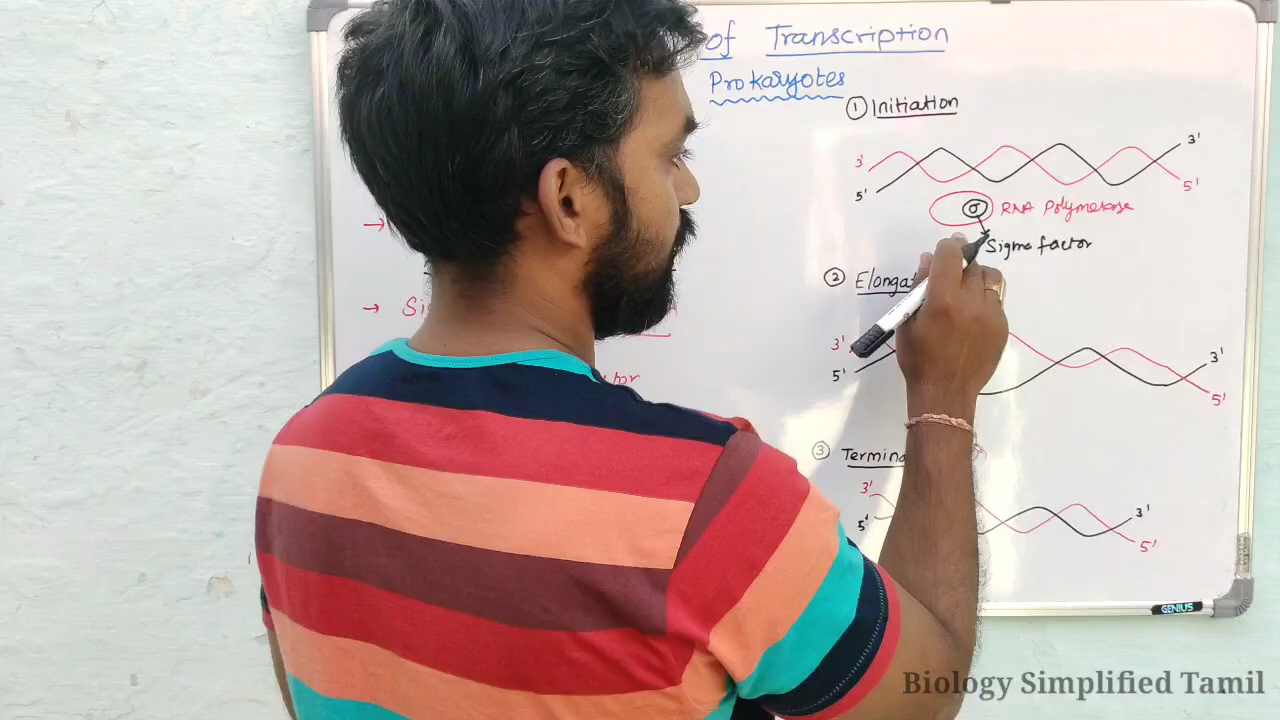 of Transcription
Prokaryotes
① Initiation
3' 3'
5' 5'
σ RNA Polymerase
Sigma factor
②
3' 3'
5' 5'
③
3' 3'
5' 5'
GENIUS
Biology Simplified Tamil